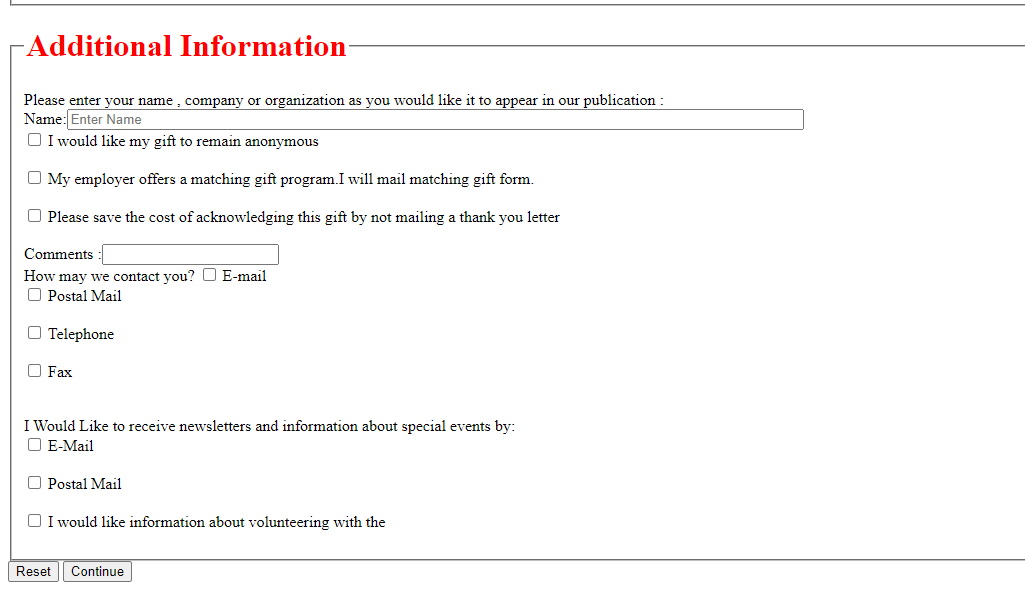 Additional Information
Please enter your name , company or organization as you would like it to appear in our publication :
Name: Enter Name
I would like my gift to remain anonymous
My employer offers a matching gift program.I will mail matching gift form.
Please save the cost of acknowledging this gift by not mailing a thank you letter
Comments :
How may we contact you? E-mail
Postal Mail
Telephone
Fax
I Would Like to receive newsletters and information about special events by:
E-Mail
Postal Mail
I would like information about volunteering with the
Reset Continue